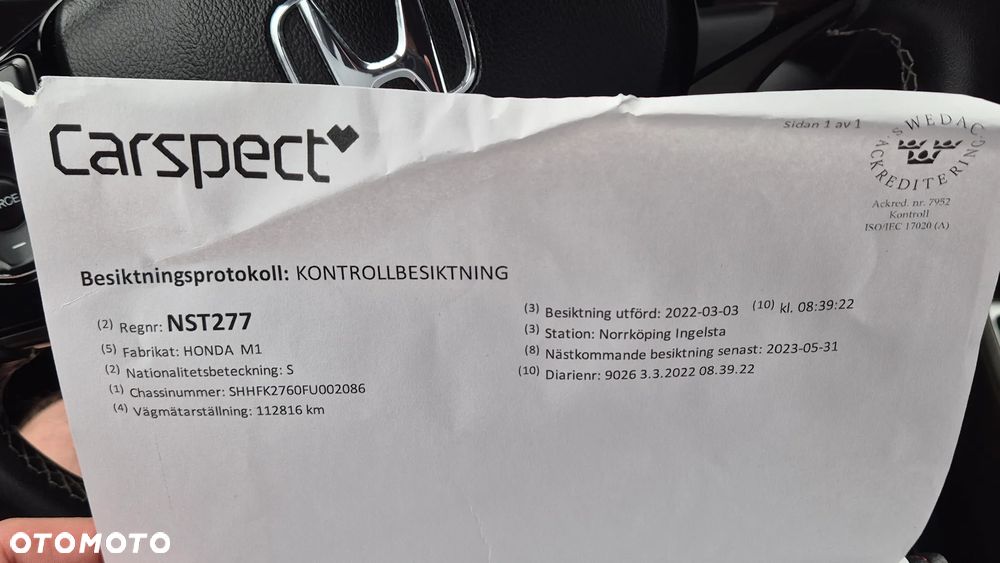 Carspect
Sidan 1 av 1
SWEDAC ACKREDITERING
Ackred. nr. 7952
Kontroll
ISO/IEC 17020 (A)
Besiktningsprotokoll: KONTROLLBESIKTNING
(2) Regnr: NST277
(5) Fabrikat: HONDA M1
(2) Nationalitetsbeteckning: S
(1) Chassinummer: SHHFK2760FU002086
(4) Vägmätarställning: 112816 km
(3) Besiktning utförd: 2022-03-03 (10) kl. 08:39:22
(3) Station: Norrköping Ingelsta
(8) Nästkommande besiktning senast: 2023-05-31
(10) Diarienr: 9026 3.3.2022 08.39.22
OTOMOTO